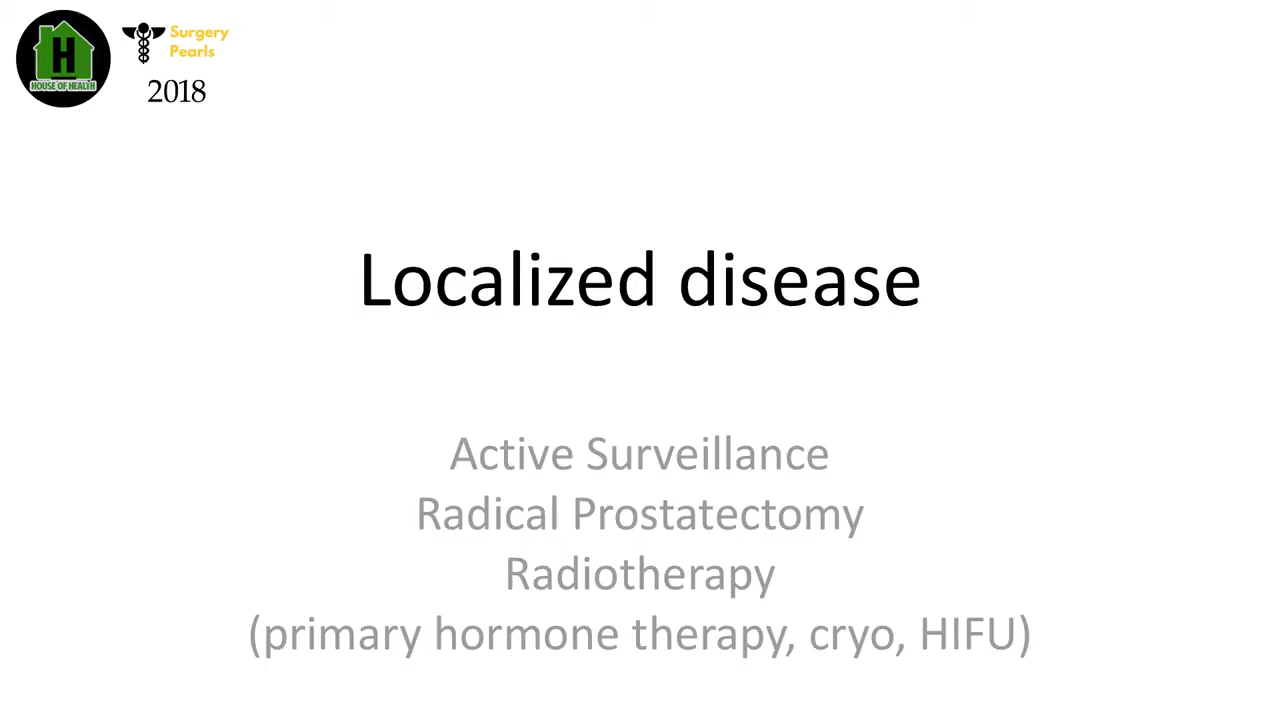 H
HOUSE OF HEALTH
Surgery
Pearls
2018
Localized disease
Active Surveillance
Radical Prostatectomy
Radiotherapy
(primary hormone therapy, cryo, HIFU)